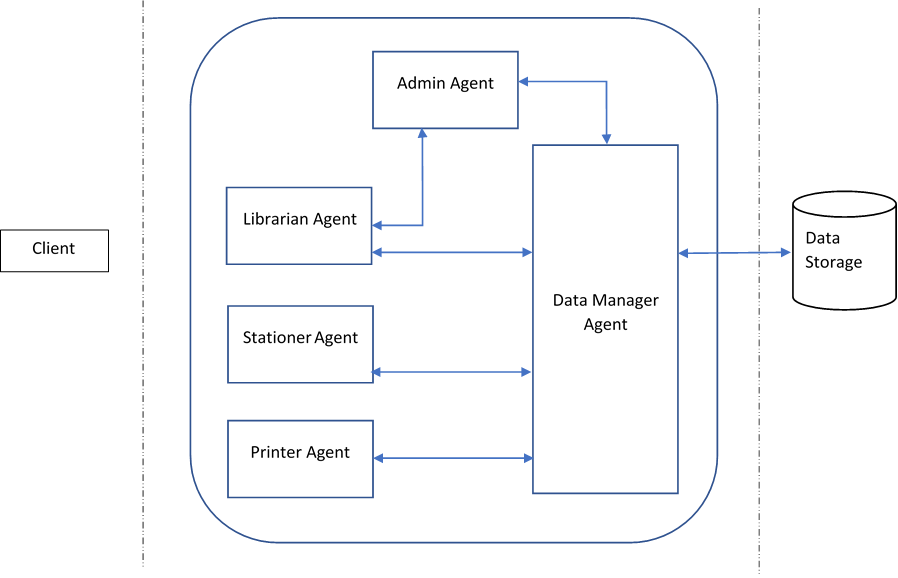 Admin Agent
Librarian Agent
Client
Data
Storage
Data Manager
Agent
Stationer Agent
Printer Agent